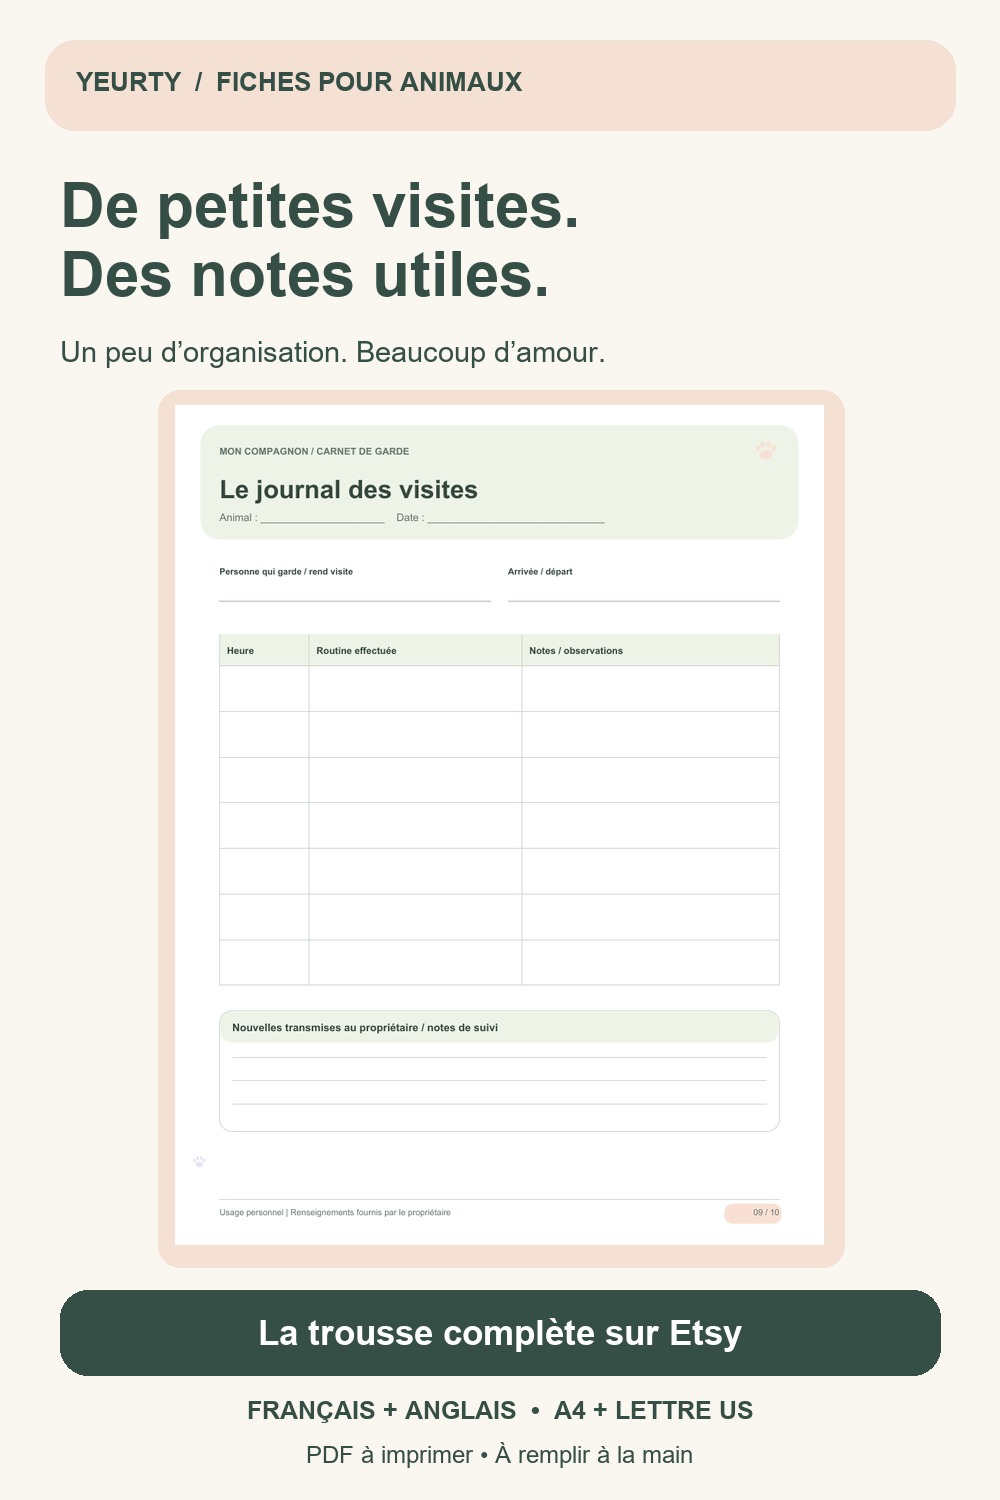 YEURTY / FICHES POUR ANIMAUX
De petites visites.
Des notes utiles.
Un peu d’organisation. Beaucoup d’amour.
MON COMPAGNON / CARNET DE GARDE
Le journal des visites
Animal : _____________________ Date : ______________________________
Personne qui garde / rend visite Arrivée / départ
Heure Routine effectuée Notes / observations
Nouvelles transmises au propriétaire / notes de suivi
Usage personnel | Renseignements fournis par le propriétaire 09 / 10
La trousse complète sur Etsy
FRANÇAIS + ANGLAIS • A4 + LETTRE US
PDF à imprimer • À remplir à la main